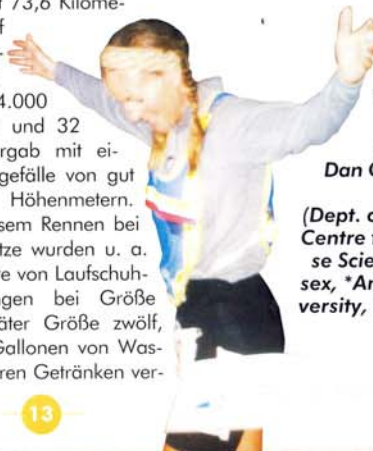 73,6 Kilome-
4.000
und 32
rgab mit ei-
gefälle von gut
Höhenmetern.
sem Rennen bei
tze wurden u. a.
re von Laufschuh-
ngen bei Größe
äter Größe zwölf,
Gallonen von Was-
ren Getränken ver-
13
Dan
(Dept.
Centre
se Scie
sex, *A
versity,